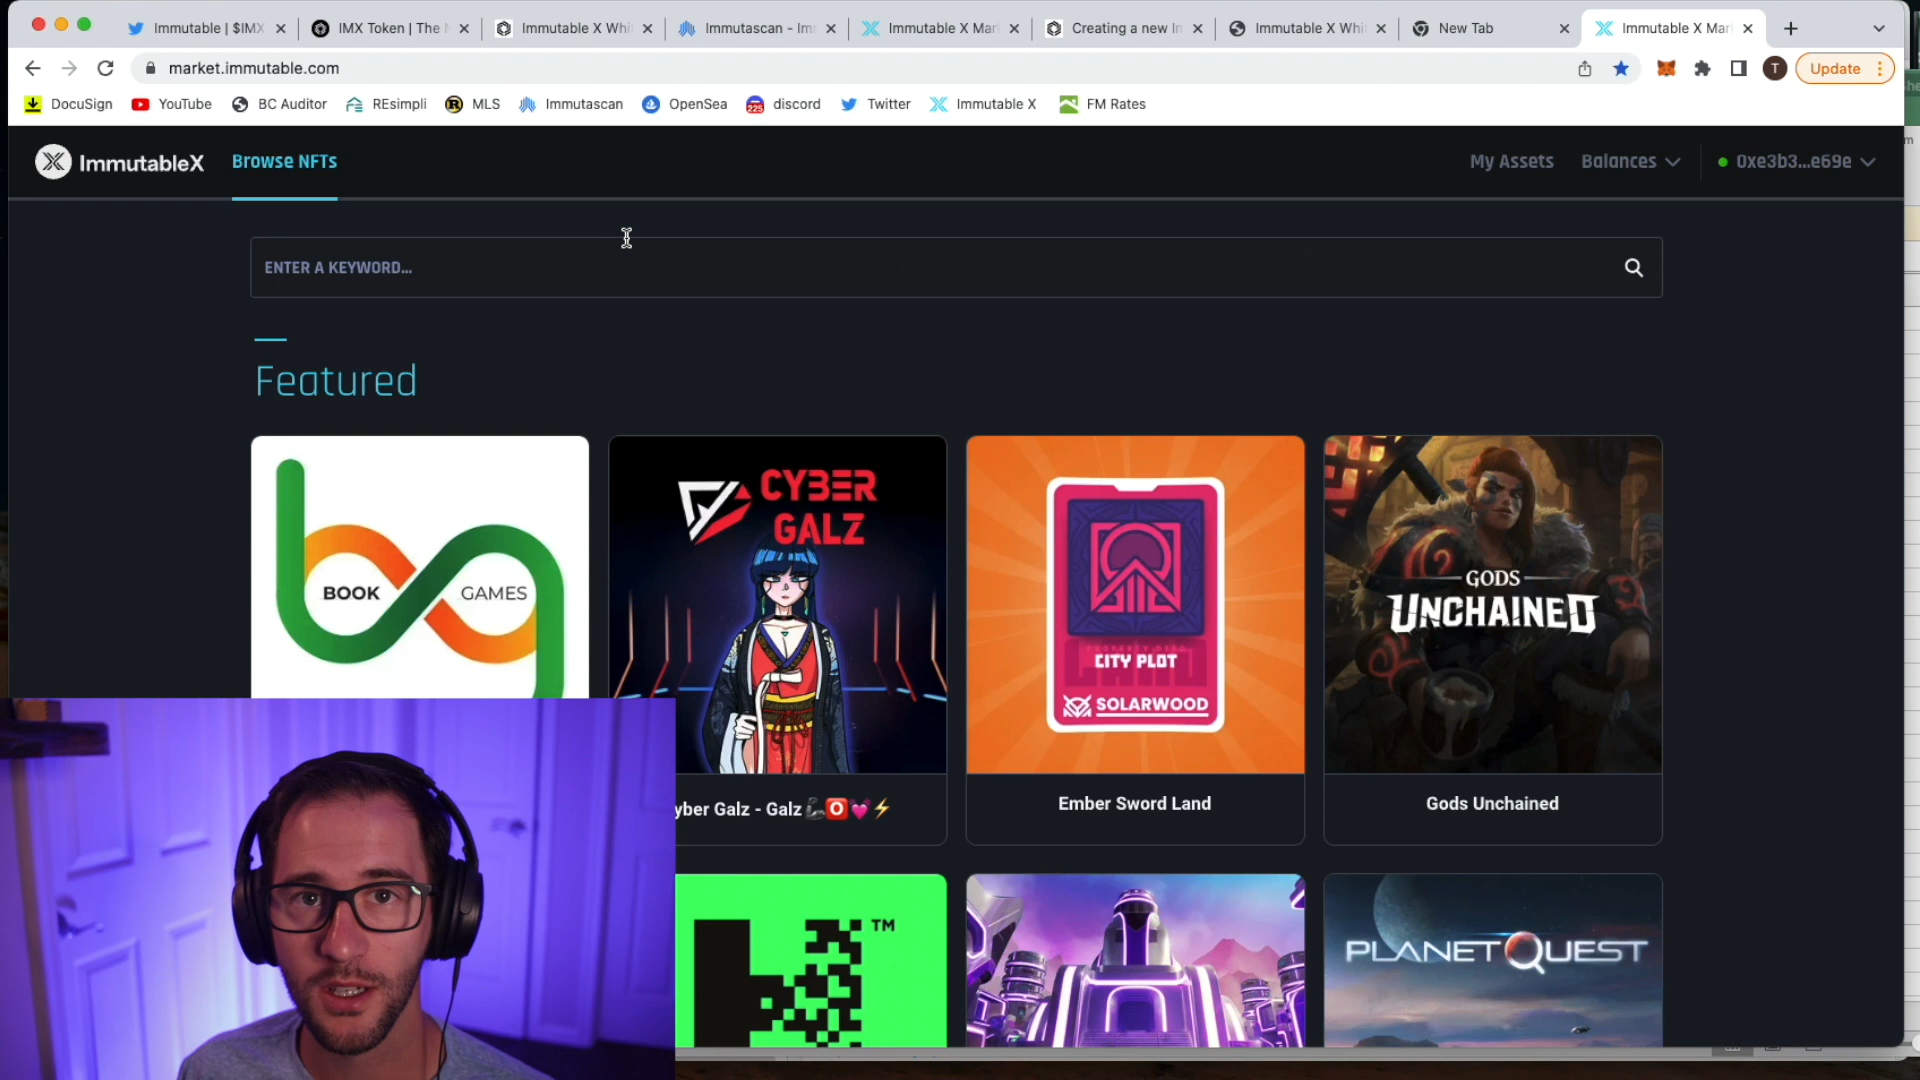 Immutable | $IMX
IMX Token | The
Immutable X Whi
Immutascan - Im
Immutable X Mar
Creating a new In
Immutable X Whi
New Tab
Immutable X Mar
market.immutable.com
T
Update
DocuSign
YouTube
BC Auditor
REsimpli
R
MLS
Immutascan
OpenSea
225
discord
Twitter
Immutable X
FM Rates
ImmutableX
Browse NFTs
My Assets
Balances
0xe3b3...e69e
ENTER A KEYWORD...
Featured
BOOK GAMES
CYBER
GALZ
CITY PLOT
SOLARWOOD
GODS
UNCHAINED
yber Galz - Galz 🦾🅾️💓⚡
Ember Sword Land
Gods Unchained
TM
PLANETQUEST